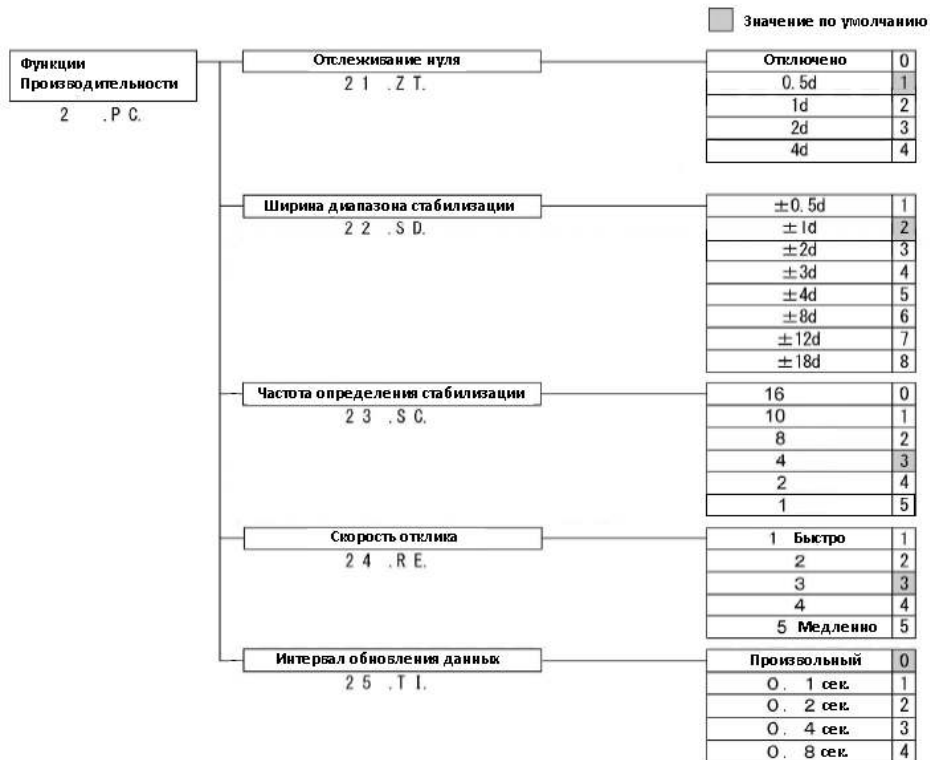 Значение по умолчанию
Функции
Производительности
2 .P C.
Отслеживание нуля
2 1 .Z T.
Отключено 0
0. 5d 1
1d 2
2d 3
4d 4
Ширина диапазона стабилизации
2 2 .S D.
±0. 5d 1
±1d 2
±2d 3
±3d 4
±4d 5
±8d 6
±12d 7
±18d 8
Частота определения стабилизации
2 3 .S C.
16 0
10 1
8 2
4 3
2 4
1 5
Скорость отклика
2 4 .R E.
1 Быстро 1
2 2
3 3
4 4
5 Медленно 5
Интервал обновления данных
2 5 .T I.
Произвольный 0
0. 1 сек. 1
0. 2 сек. 2
0. 4 сек. 3
0. 8 сек. 4